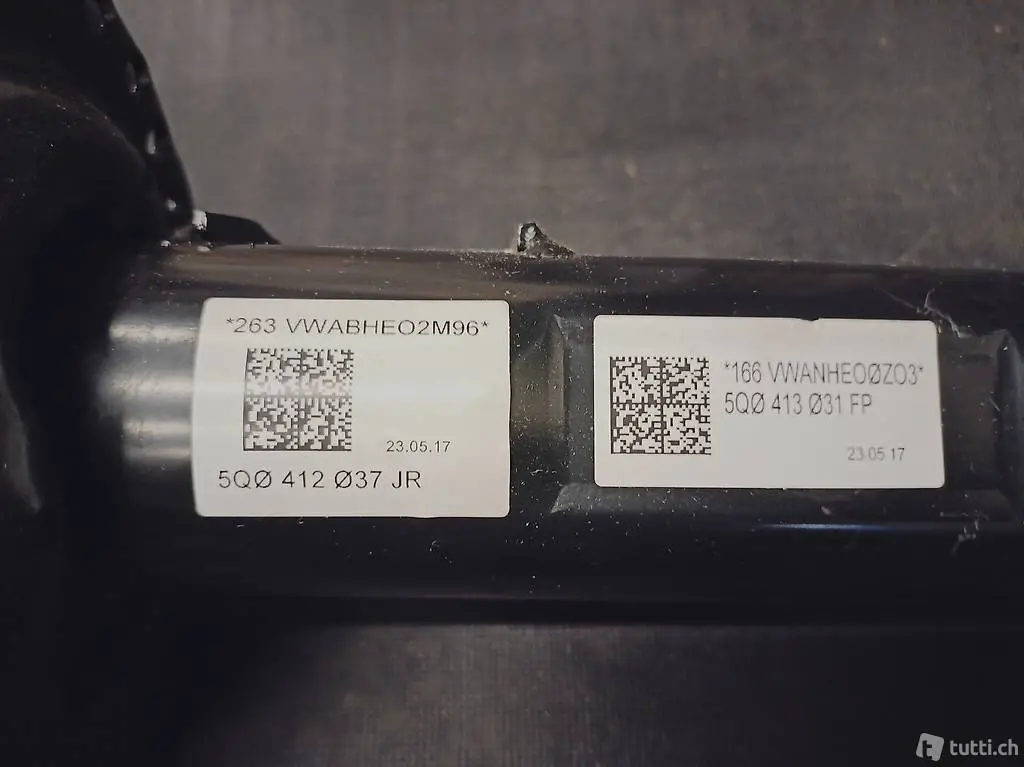 *263 VWABHEO2M96*
23.05.17
5QØ 412 Ø37 JR
*166 VWANHEOØZO3*
5QØ 413 Ø31 FP
23.05 17
tutti.ch